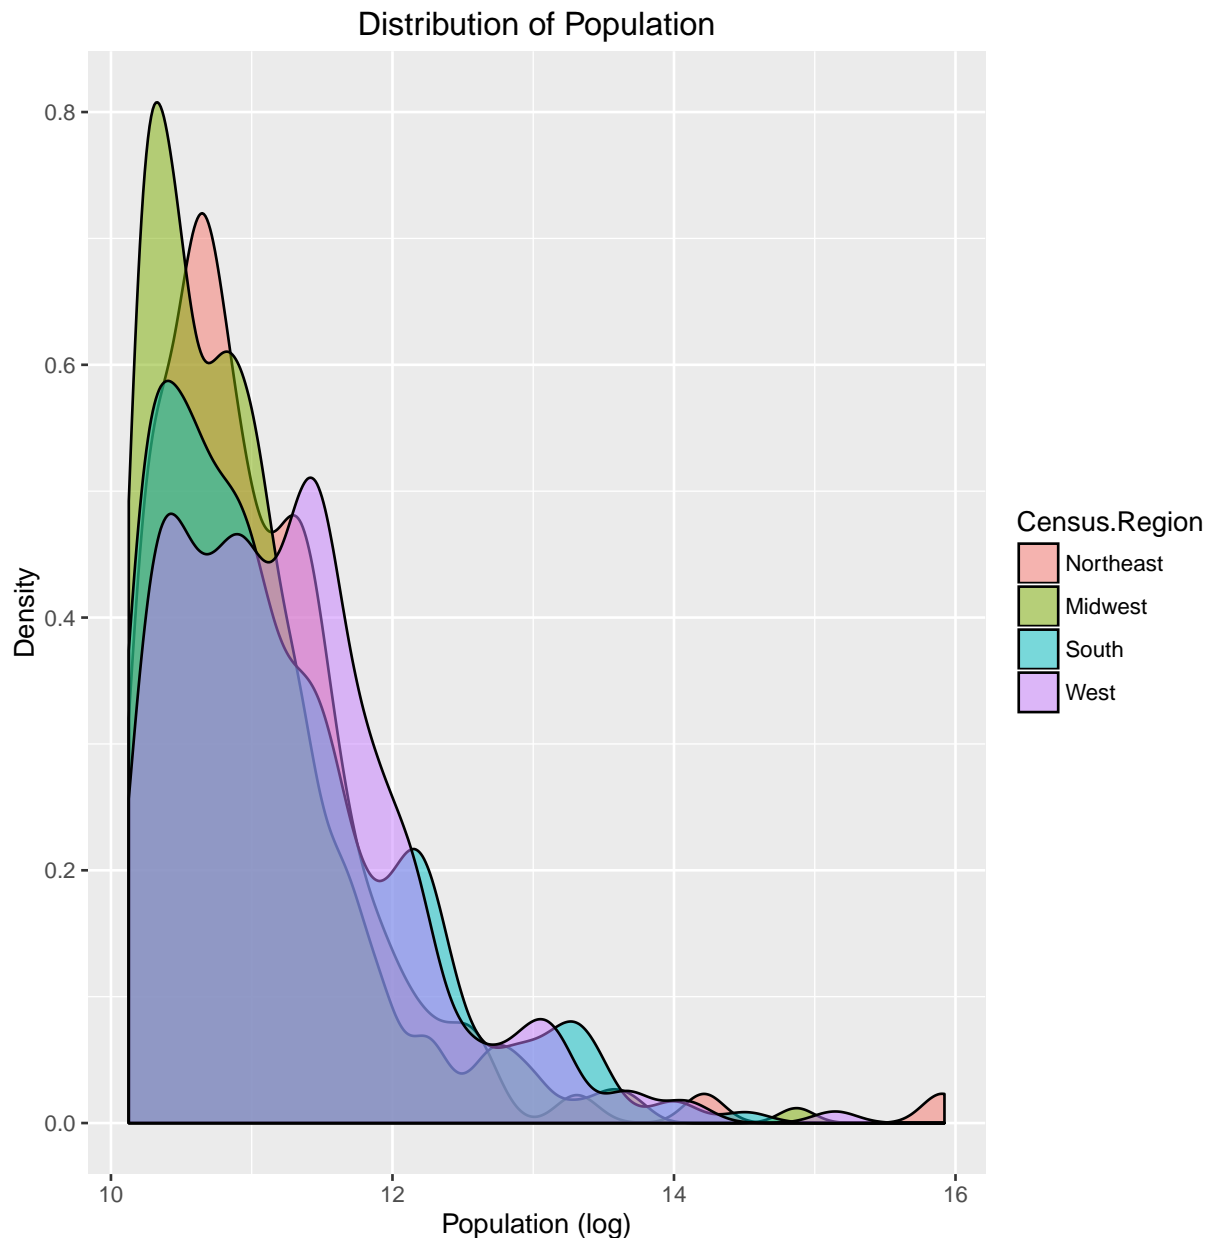 Distribution of Population
0.8
0.6
0.4
0.2
0.0
Density
10 12 14 16
Population (log)
Census.Region
Northeast
Midwest
South
West